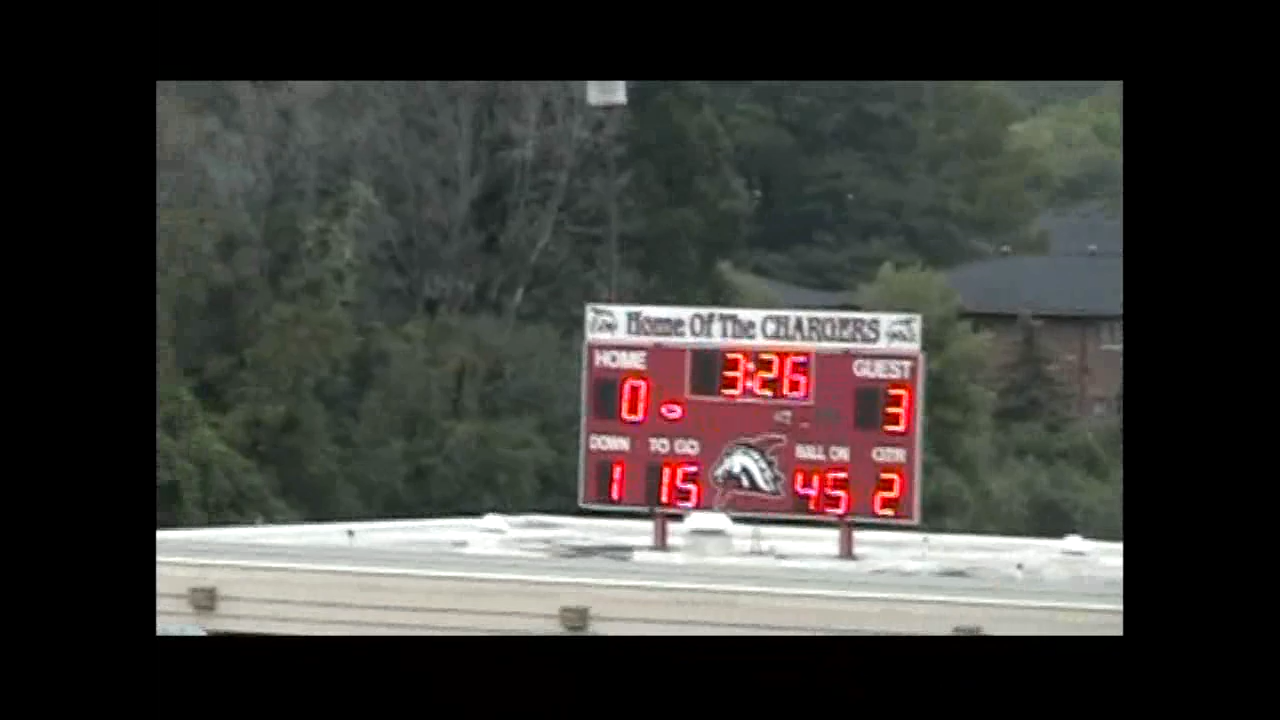 Home Of The CHARGERS
HOME 3:26 GUEST
0 3
DOWN TO GO BALL ON QTR
1 15 45 2